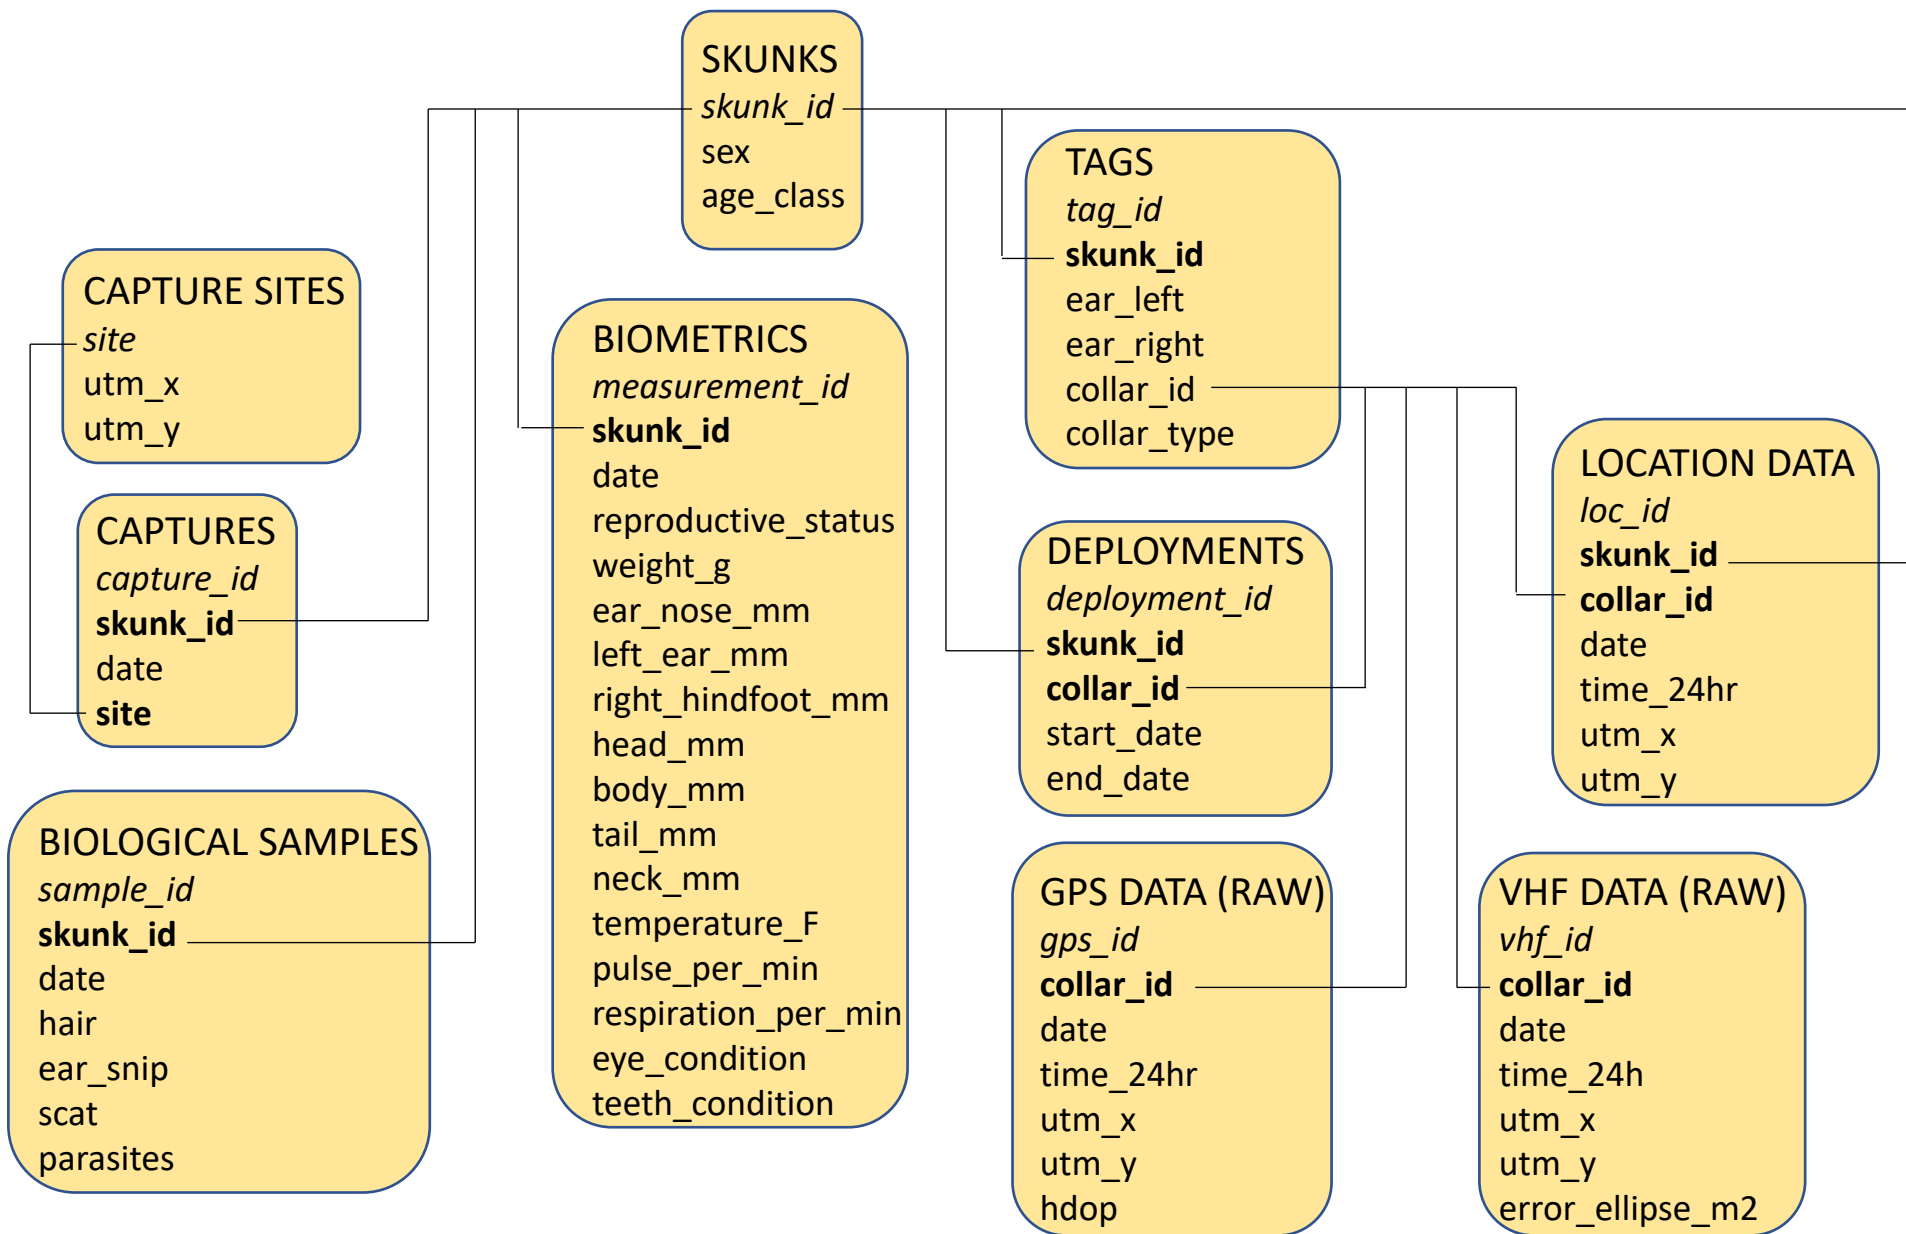 SKUNKS
skunk_id
sex
age_class
CAPTURE SITES
site
utm_x
utm_y
CAPTURES
capture_id
skunk_id
date
site
BIOLOGICAL SAMPLES
sample_id
skunk_id
date
hair
ear_snip
scat
parasites
BIOMETRICS
measurement_id
skunk_id
date
reproductive_status
weight_g
ear_nose_mm
left_ear_mm
right_hindfoot_mm
head_mm
body_mm
tail_mm
neck_mm
temperature_F
pulse_per_min
respiration_per_min
eye_condition
teeth_condition
TAGS
tag_id
skunk_id
ear_left
ear_right
collar_id
collar_type
DEPLOYMENTS
deployment_id
skunk_id
collar_id
start_date
end_date
GPS DATA (RAW)
gps_id
collar_id
date
time_24hr
utm_x
utm_y
hdop
LOCATION DATA
loc_id
skunk_id
collar_id
date
time_24hr
utm_x
utm_y
VHF DATA (RAW)
vhf_id
collar_id
date
time_24h
utm_x
utm_y
error_ellipse_m2